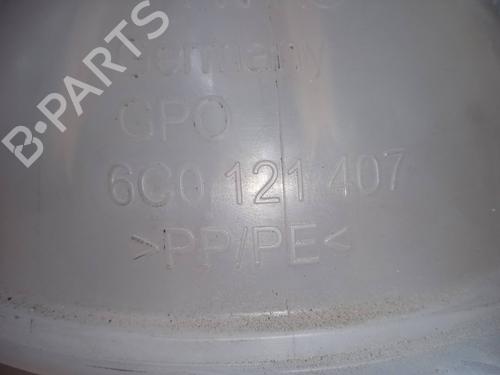 Germany
GPO
6C0 121 407
>PP/PE<
B-PARTS